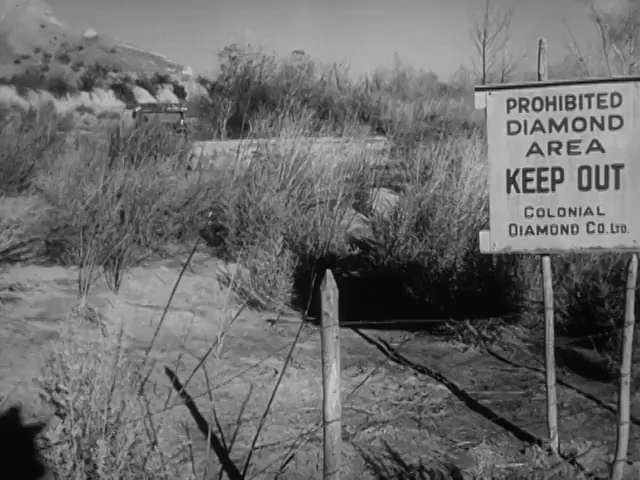 PROHIBITED
DIAMOND
AREA
KEEP OUT
COLONIAL
DIAMOND CO. LTD.